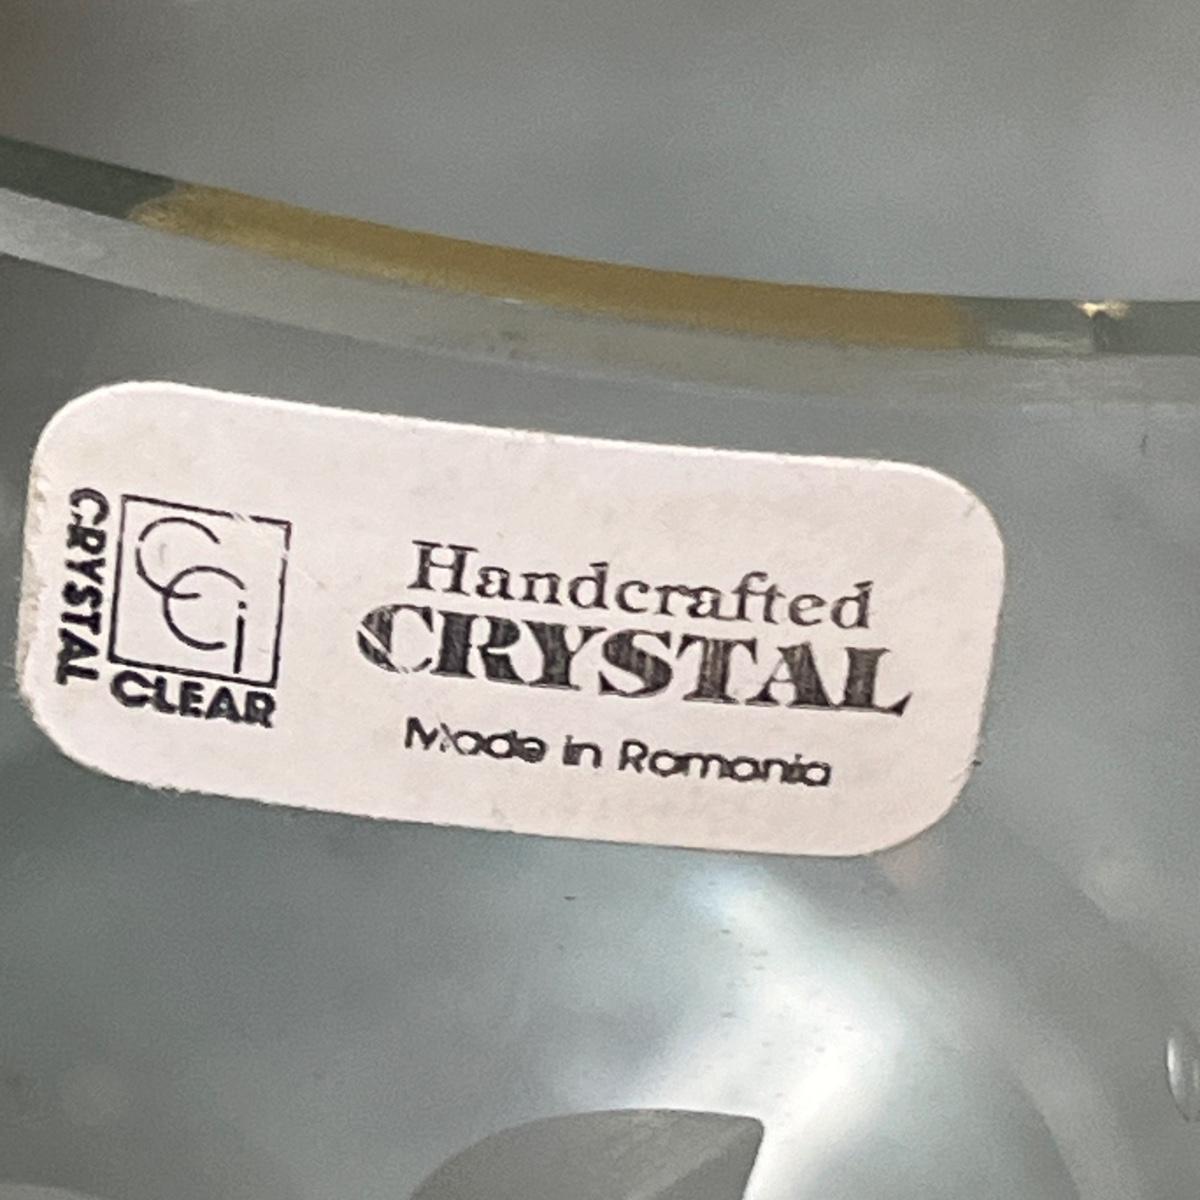 CRYSTAL
CCi
CLEAR
Handcrafted
CRYSTAL
Made in Romania